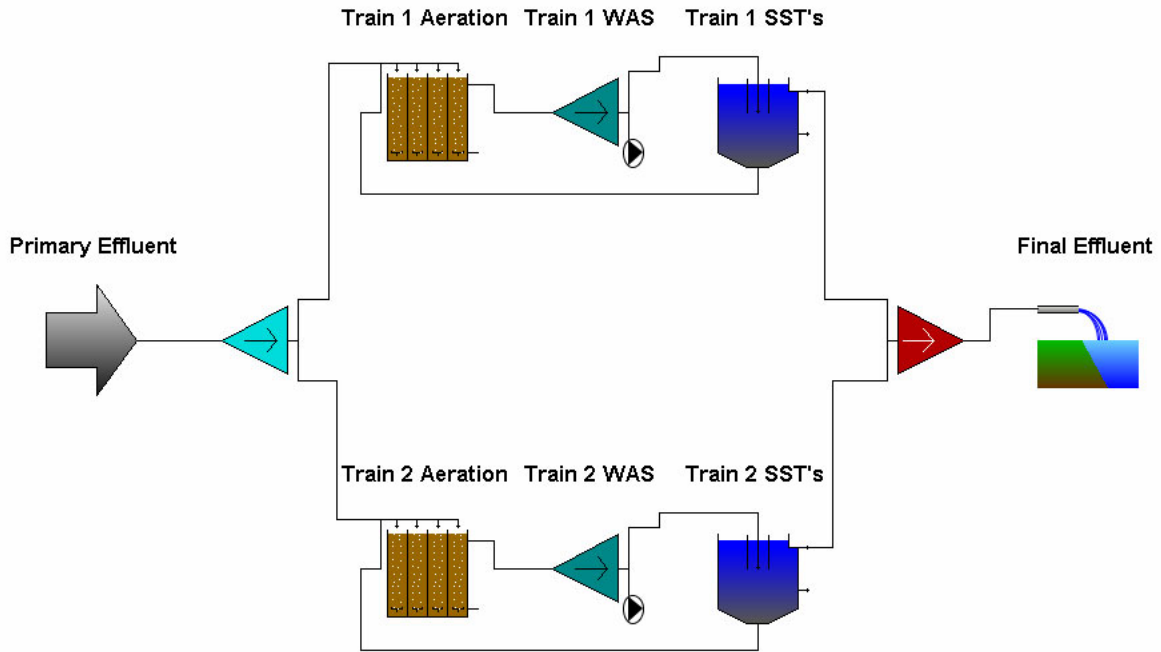 Train 1 Aeration Train 1 WAS Train 1 SST's
Primary Effluent
Final Effluent
Train 2 Aeration Train 2 WAS Train 2 SST's